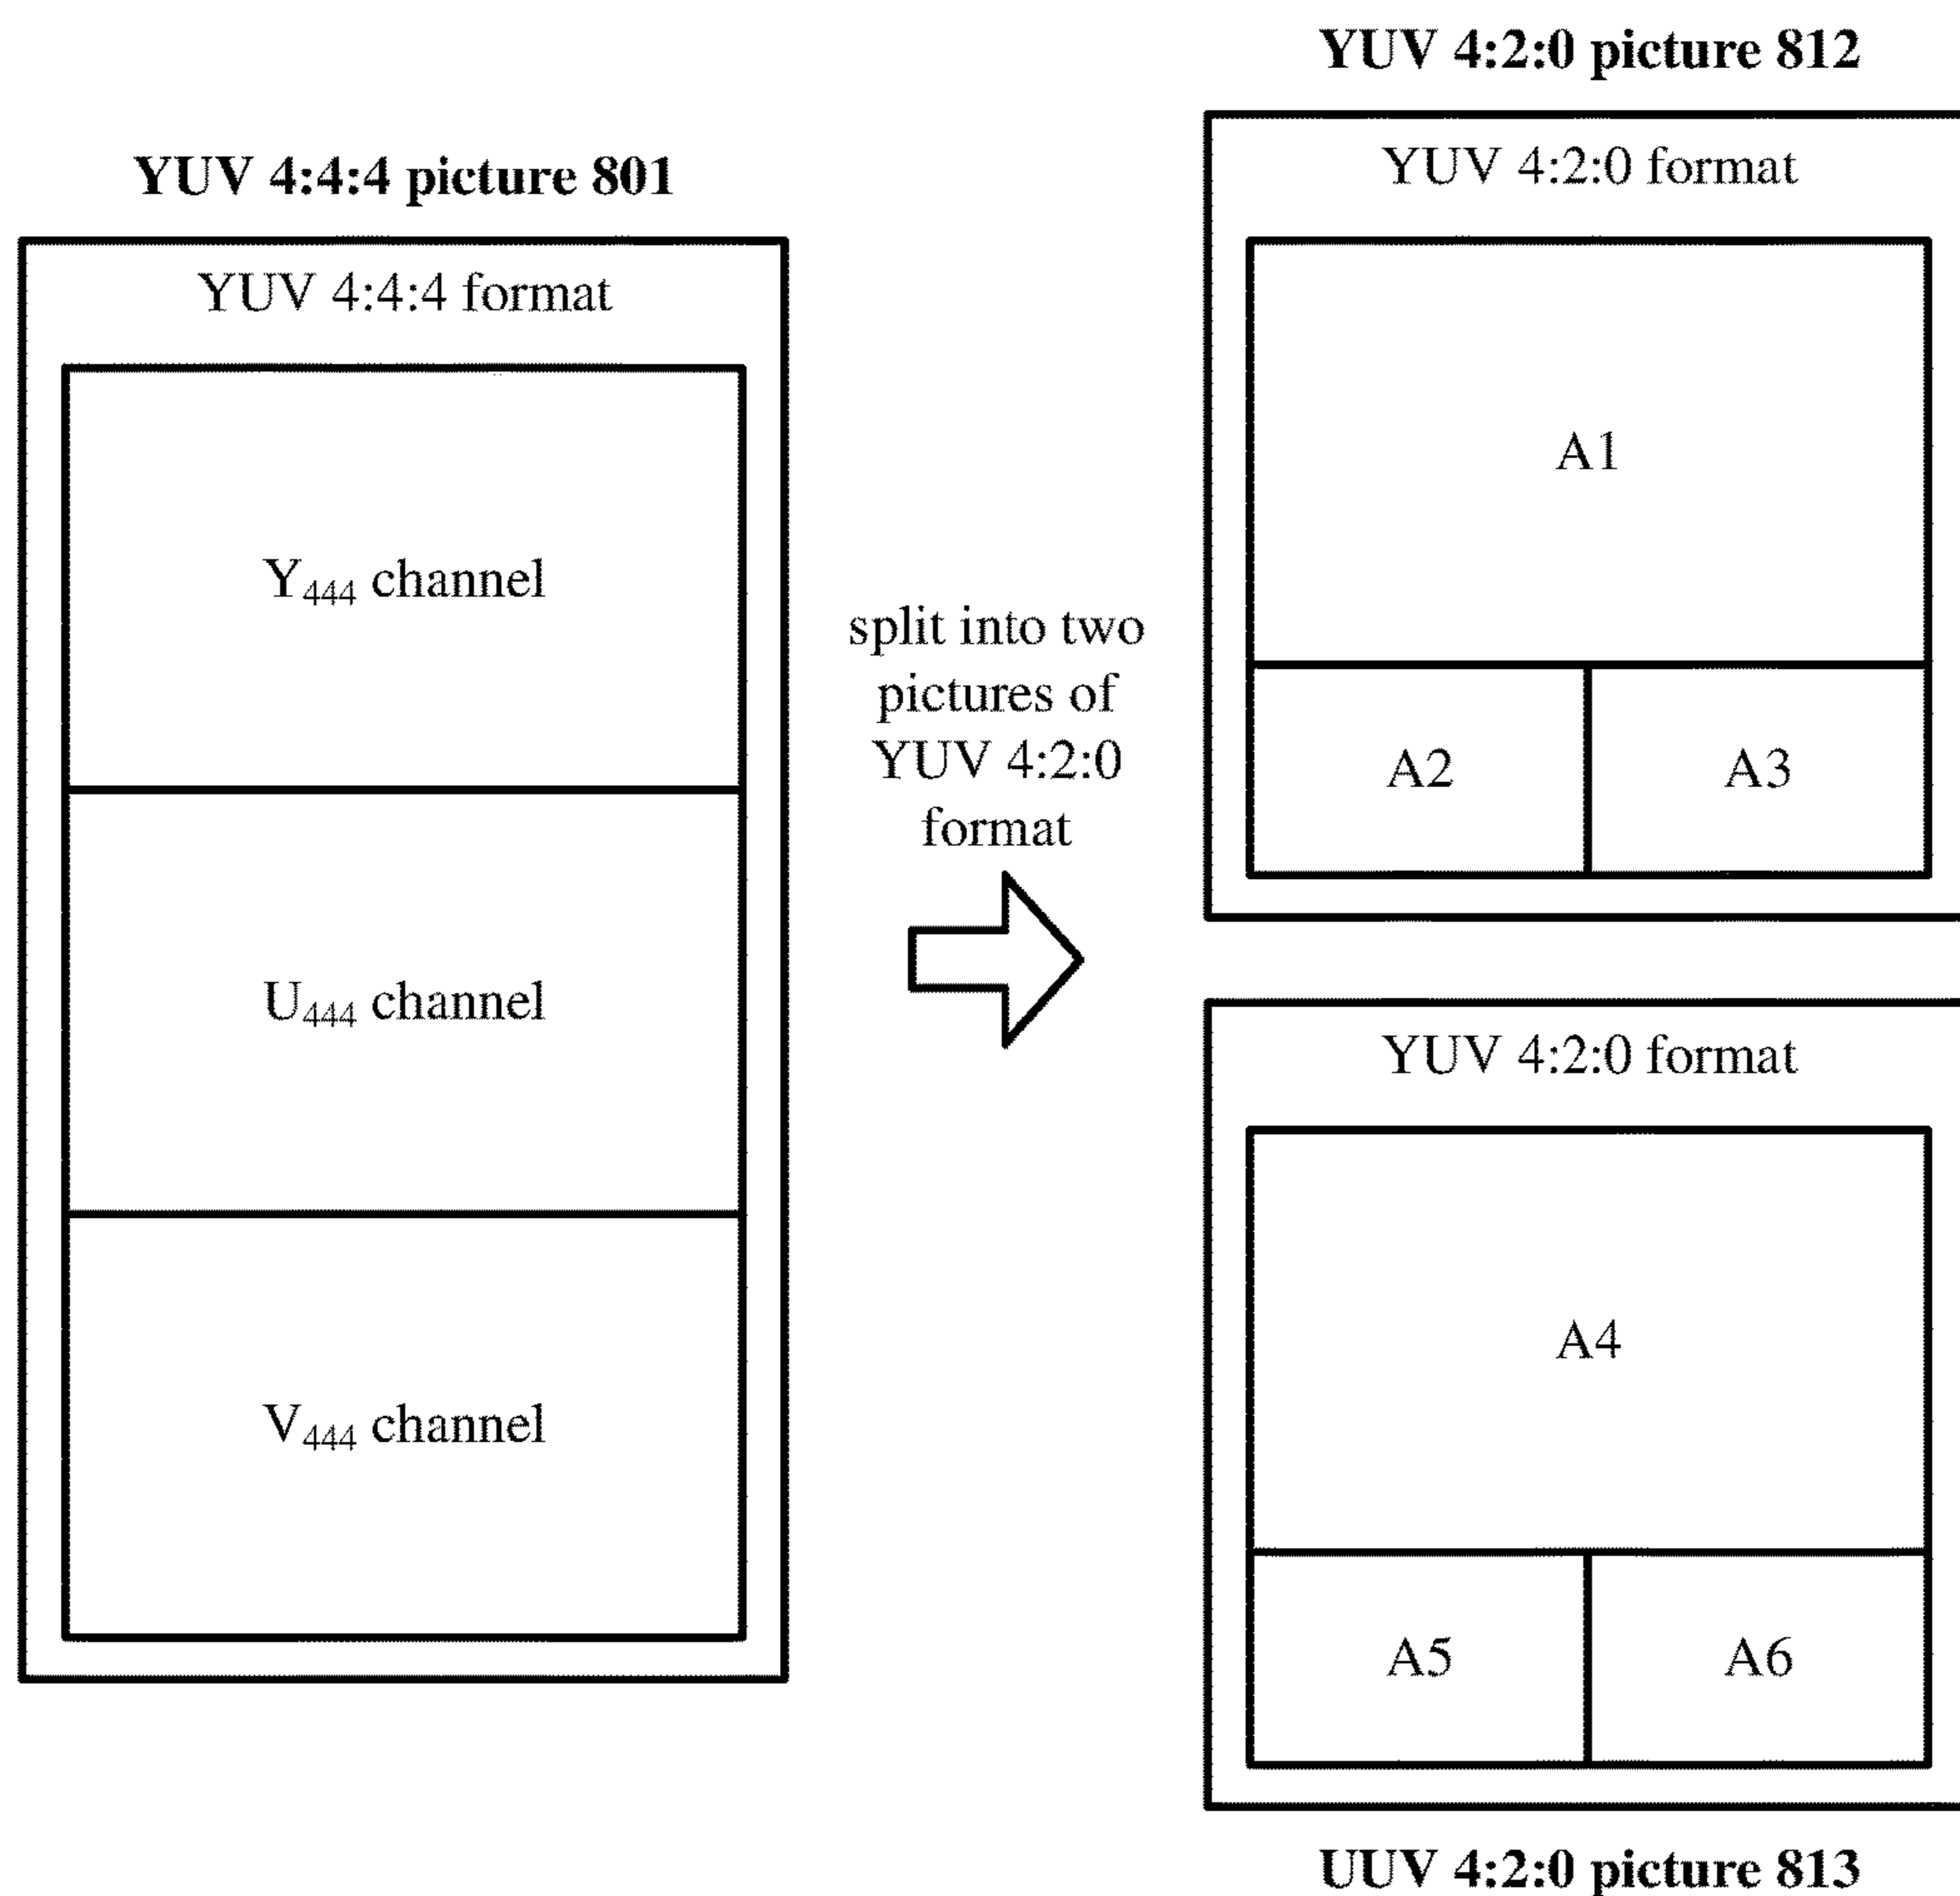 YUV 4:4:4 picture 801
YUV 4:4:4 format
Y₄₄₄ channel
U₄₄₄ channel
V₄₄₄ channel
split into two
pictures of
YUV 4:2:0
format
YUV 4:2:0 picture 812
YUV 4:2:0 format
A1
A2 A3
YUV 4:2:0 format
A4
A5 A6
UUV 4:2:0 picture 813